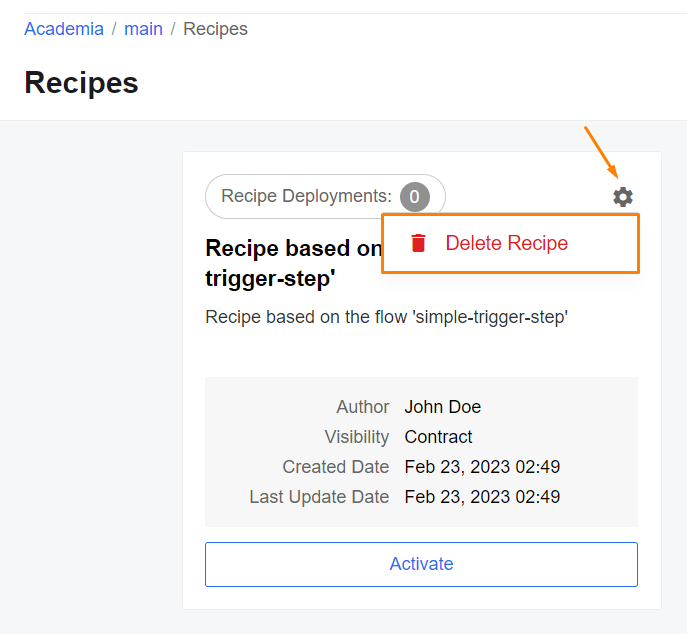 Academia / main / Recipes
Recipes
Recipe Deployments: 0
Delete Recipe
Recipe based on
trigger-step'
Recipe based on the flow 'simple-trigger-step'
Author John Doe
Visibility Contract
Created Date Feb 23, 2023 02:49
Last Update Date Feb 23, 2023 02:49
Activate